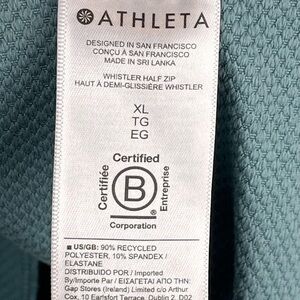 ATHLETA
DESIGNED IN SAN FRANCISCO
CONÇU À SAN FRANCISCO
MADE IN SRI LANKA
WHISTLER HALF ZIP
HAUT À DEMI-GLISSIÈRE WHISTLER
XL
TG
EG
Certified
Certifiée
B
Entreprise
Corporation
■ US/GB: 90% RECYCLED
POLYESTER, 10% SPANDEX /
ELASTANE
DISTRIBUIDO POR / Imported
By/Importe Par / ΕΙΣΑΓΕΤΑΙ ΑΠΟ ΤΗΝ:
Gap Stores (Ireland) Limited c/o Arthur
Cox, 10 Earlsfort Terrace, Dublin 2, D02